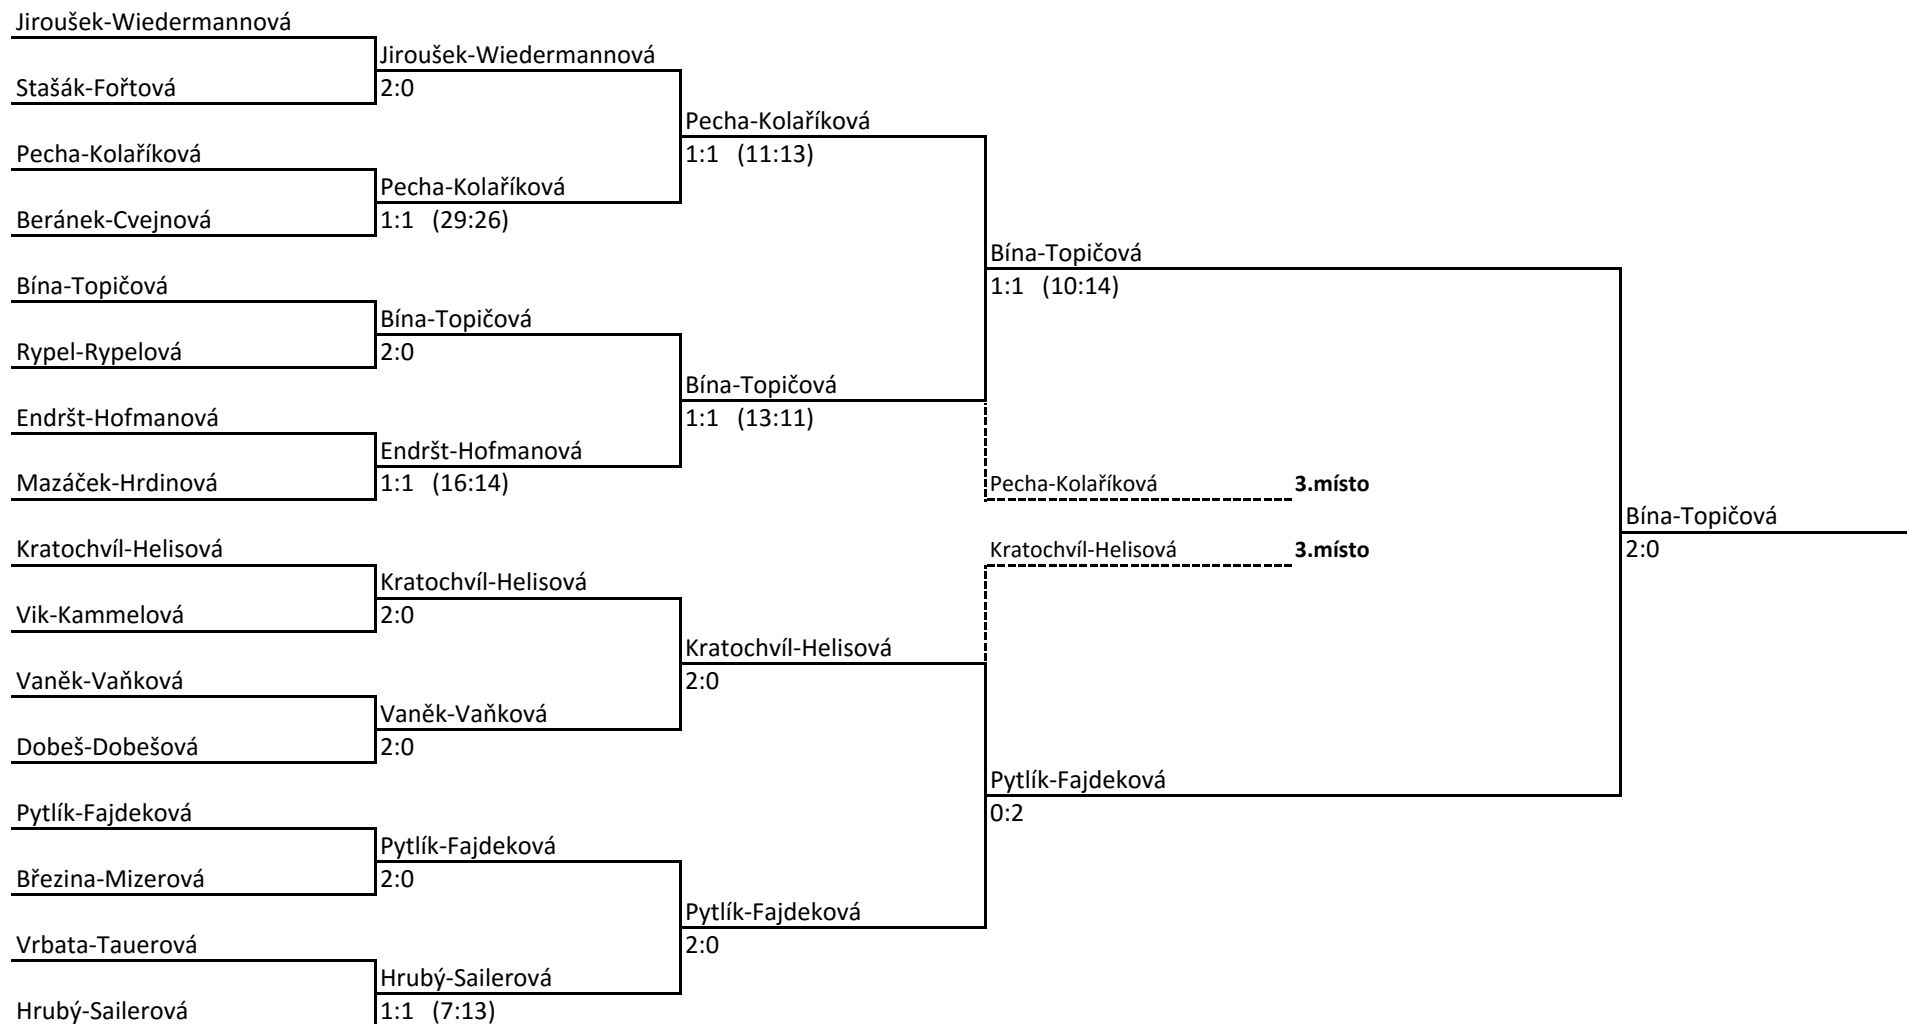 Jiroušek-Wiedermannová
Jiroušek-Wiedermannová
Stašák-Fořtová
2:0
Pecha-Kolaříková
Pecha-Kolaříková
1:1 (11:13)
Pecha-Kolaříková
Beránek-Cvejnová
1:1 (29:26)
Bína-Topičová
Bína-Topičová
1:1 (10:14)
Bína-Topičová
Rypel-Rypelová
2:0
Bína-Topičová
Endršt-Hofmanová
1:1 (13:11)
Endršt-Hofmanová
Mazáček-Hrdinová
1:1 (16:14)
Pecha-Kolaříková 3.místo
Bína-Topičová
Kratochvíl-Helisová
Kratochvíl-Helisová 3.místo
2:0
Kratochvíl-Helisová
Vik-Kammelová
2:0
Kratochvíl-Helisová
Vaněk-Vaňková
2:0
Vaněk-Vaňková
Dobeš-Dobešová
2:0
Pytlík-Fajdeková
Pytlík-Fajdeková
0:2
Pytlík-Fajdeková
Březina-Mizerová
2:0
Pytlík-Fajdeková
Vrbata-Tauerová
2:0
Hrubý-Sailerová
Hrubý-Sailerová
1:1 (7:13)